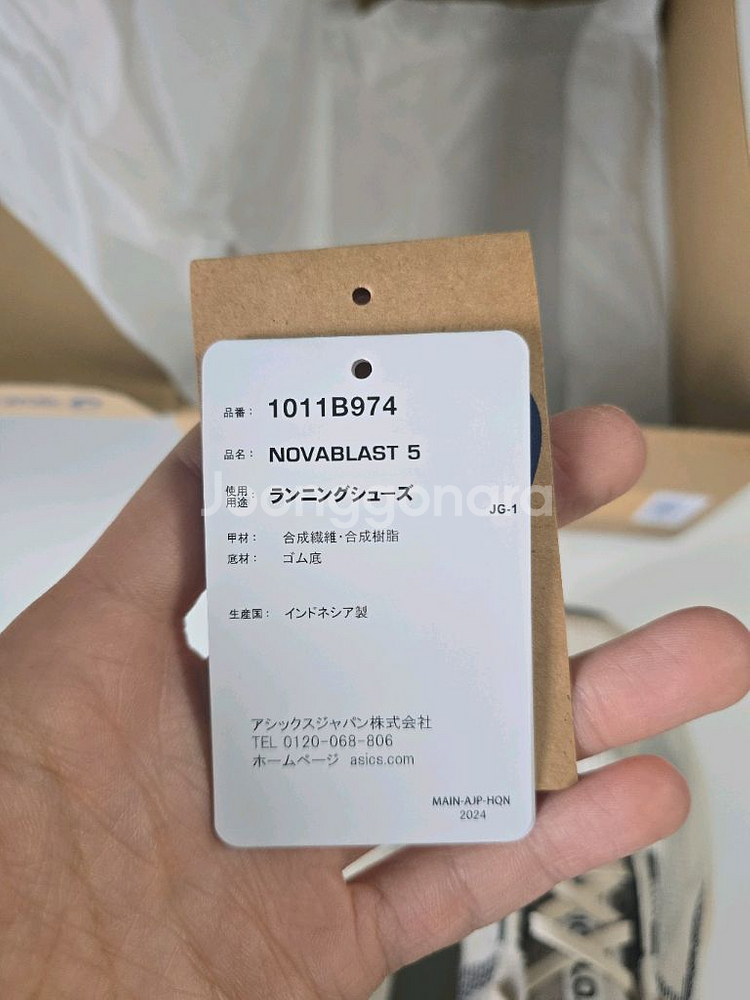 品番： 1011B974
品名： NOVABLAST 5
使用用途： ランニングシューズ
JG-1
甲材： 合成繊維・合成樹脂
底材： ゴム底
生産国： インドネシア製
アシックスジャパン株式会社
TEL 0120-068-806
ホームページ asics.com
MAIN-AJP-HQN
2024
Joonggonara